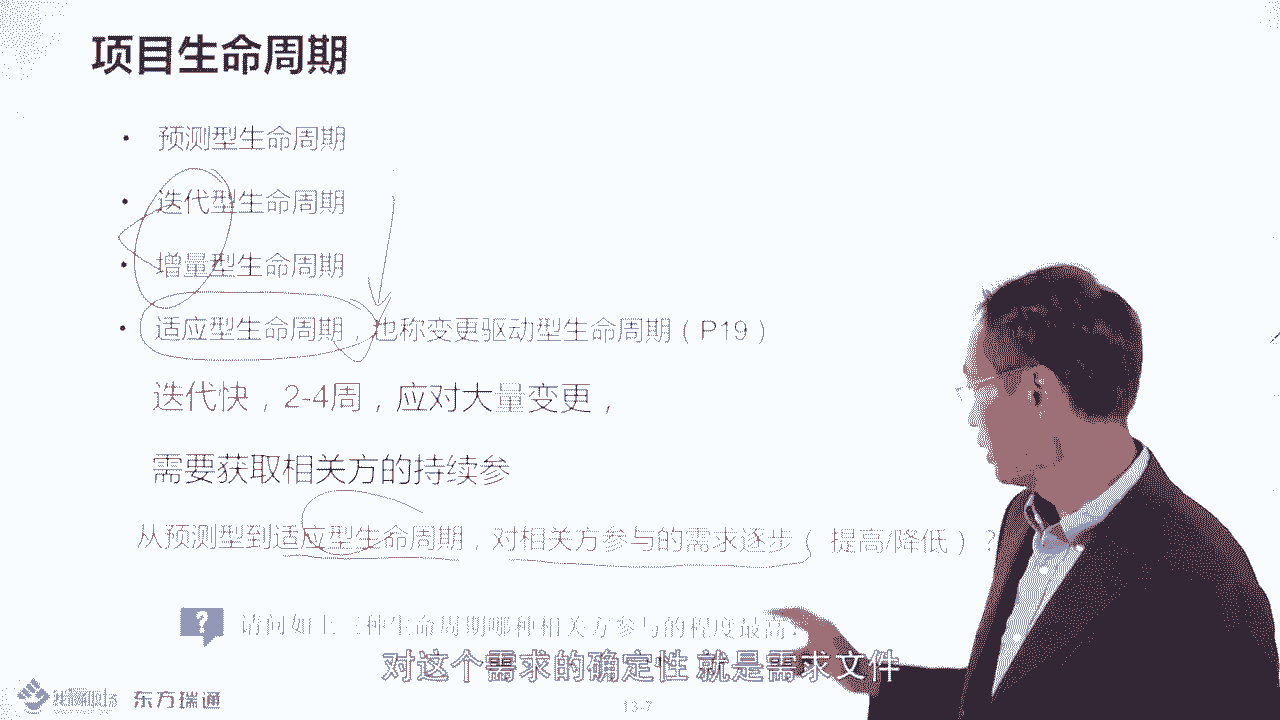 项目生命周期
• 预测型生命周期
• 迭代型生命周期
• 增量型生命周期
• 适应型生命周期，也称变更驱动型生命周期（P19）
迭代快，2-4周，应对大量变更，
需要获取相关方的持续参
从预测型到适应型生命周期，对相关方参与的需求逐步（ 提高/降低 ）？
? 请问如上三种生命周期哪种相关方参与的程度最高
对这个需求的确定性 就是需求文件
东方瑞通
13-7